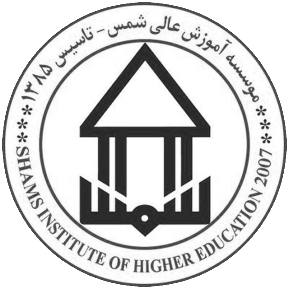 موسسه آموزش عالی شمس - تاسیس ۱۳۸۵
SHAMS INSTITUTE OF HIGHER EDUCATION 2007